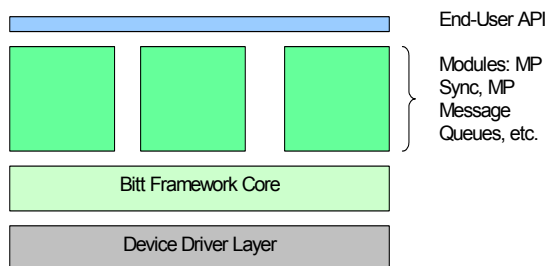 End-User API
Modules: MP
Sync, MP
Message
Queues, etc.
Bitt Framework Core
Device Driver Layer